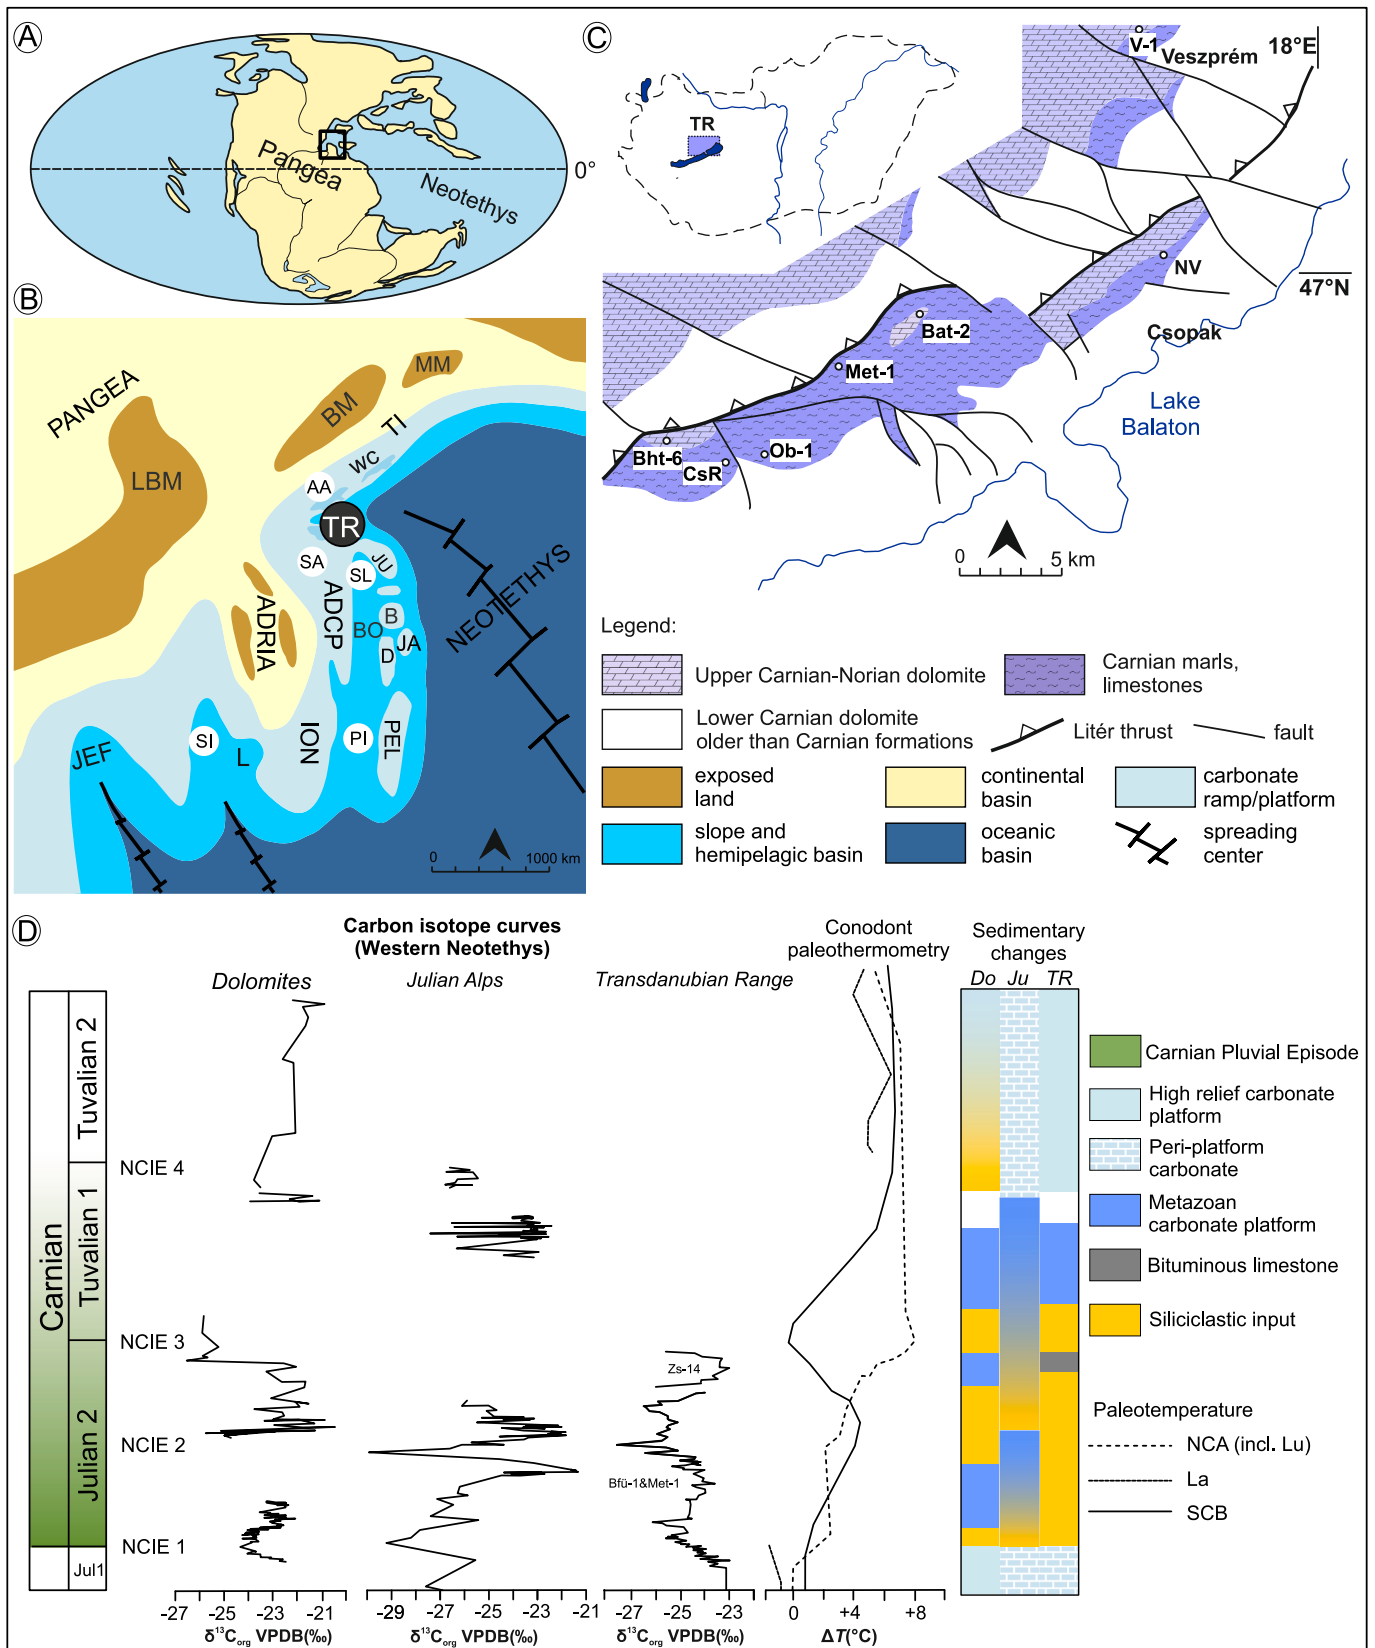 A
Pangea
Neotethys
0°
B
PANGEA
LBM
BM
MM
TI
WC
AA
TR
SA
SL
JU
ADCP
ADRIA
BO
B
JA
D
NEOTETHYS
JEF
SI
L
ION
PI
PEL
0
1000 km
C
TR
V-1
Veszprém
18°E
NV
47°N
Csopak
Bat-2
Met-1
Lake
Balaton
Bht-6
CsR
Ob-1
0
5 km
Legend:
Upper Carnian-Norian dolomite
Carnian marls,
limestones
Lower Carnian dolomite
older than Carnian formations
Litér thrust
fault
exposed
land
continental
basin
carbonate
ramp/platform
slope and
hemipelagic basin
oceanic
basin
spreading
center
D
Carbon isotope curves
(Western Neotethys)
Dolomites
Julian Alps
Transdanubian Range
Conodont
paleothermometry
Sedimentary
changes
Do Ju TR
Carnian
Tuvalian 2
Tuvalian 1
Julian 2
Jul1
NCIE 4
NCIE 3
NCIE 2
NCIE 1
Zs-14
Bfü-1&Met-1
-27 -25 -23 -21
δ13Corg VPDB(‰)
-29 -27 -25 -23 -21
δ13Corg VPDB(‰)
-27 -25 -23
δ13Corg VPDB(‰)
0 +4 +8
ΔT(°C)
Carnian Pluvial Episode
High relief carbonate
platform
Peri-platform
carbonate
Metazoan
carbonate platform
Bituminous limestone
Siliciclastic input
Paleotemperature
NCA (incl. Lu)
La
SCB